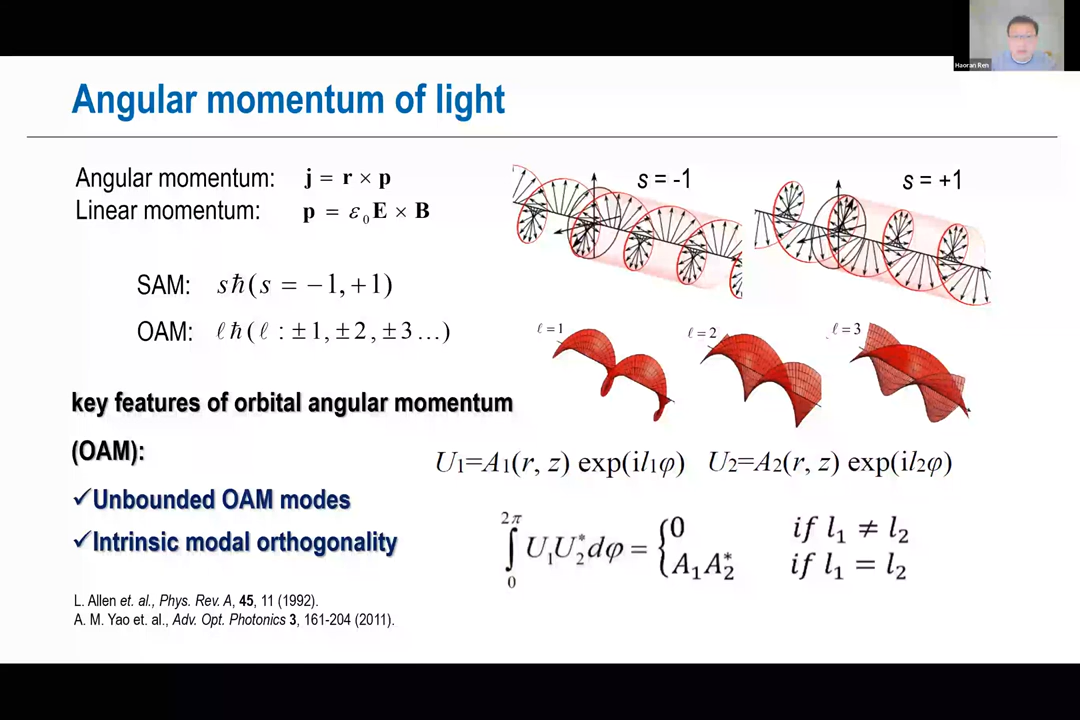 Haoran Ren
Angular momentum of light
Angular momentum: j = r × p
Linear momentum: p = ε₀E × B
s = -1
s = +1
SAM: sℏ(s = −1,+1)
OAM: ℓℏ(ℓ : ±1,±2,±3…)
ℓ=1
ℓ=2
ℓ=3
key features of orbital angular momentum
(OAM):
U1=A1(r, z) exp(il1φ) U2=A2(r, z) exp(il2φ)
✓Unbounded OAM modes
✓Intrinsic modal orthogonality
∫₀^{2π} U₁U₂*dφ = {0 if l₁ ≠ l₂
A₁A₂* if l₁ = l₂
L. Allen et. al., Phys. Rev. A, 45, 11 (1992).
A. M. Yao et. al., Adv. Opt. Photonics 3, 161-204 (2011).